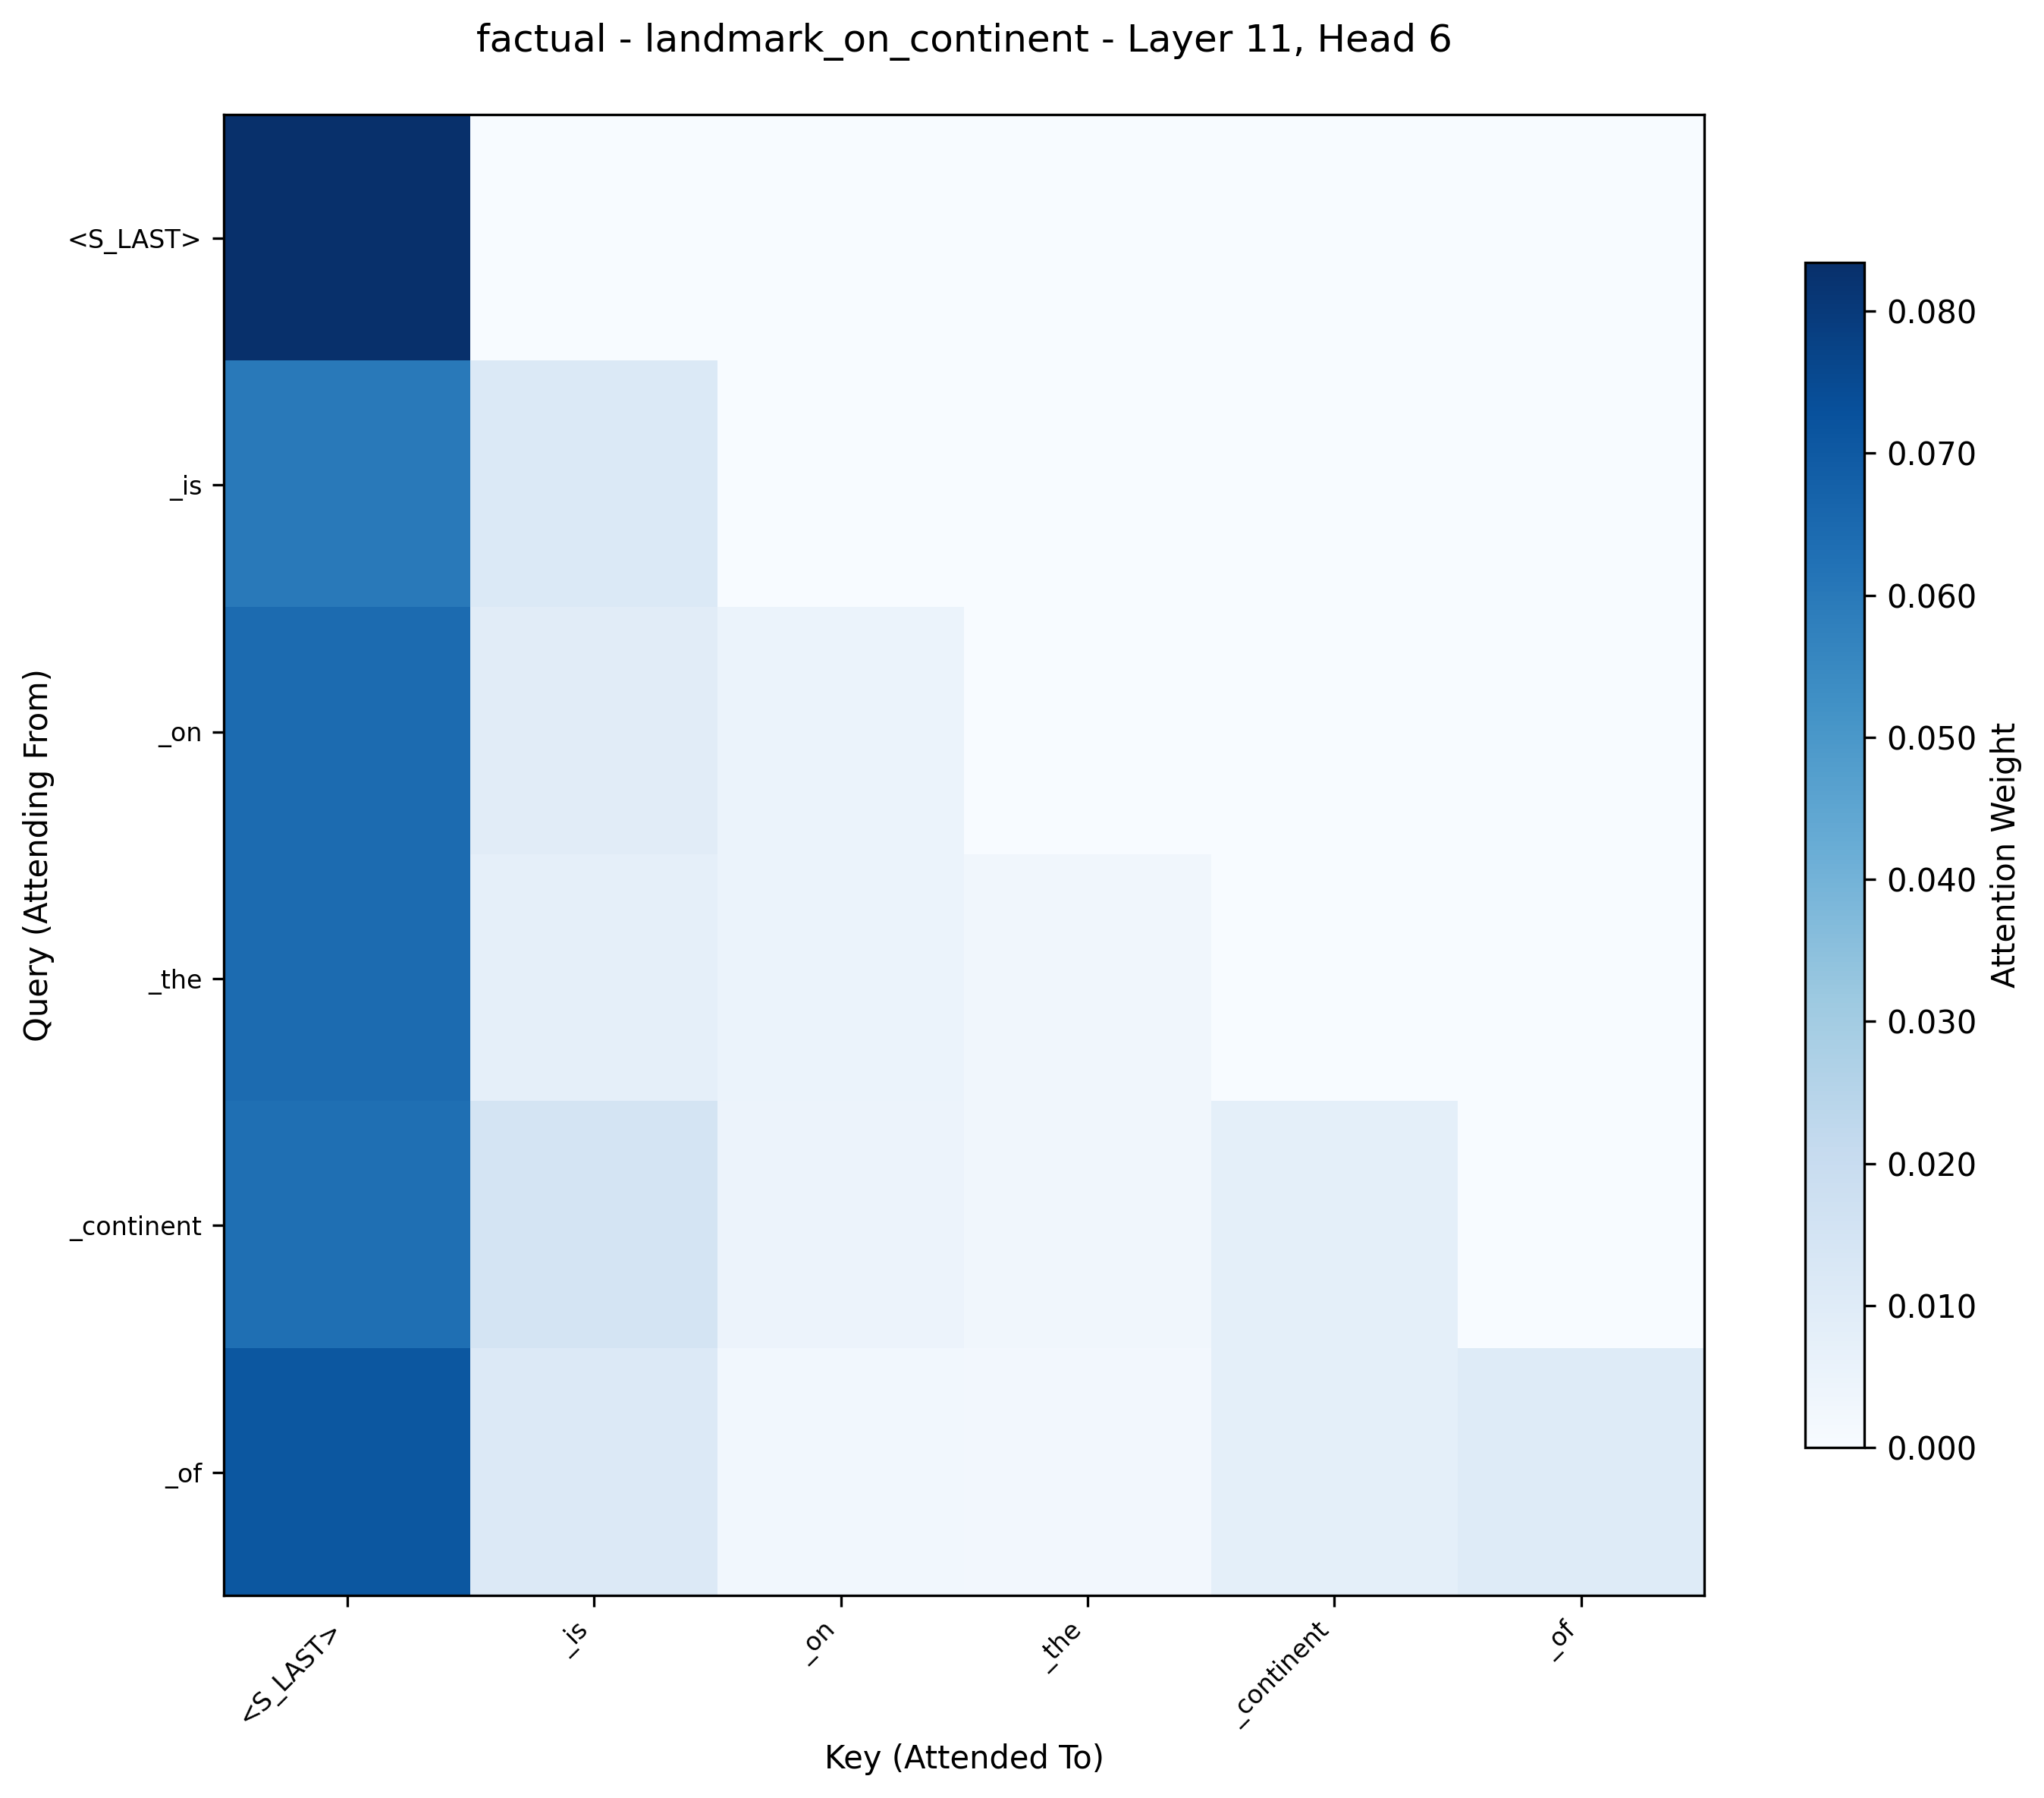 factual - landmark_on_continent - Layer 11, Head 6
Query (Attending From)
<S_LAST>
_is
_on
_the
_continent
_of
<S_LAST>
_is
_on
_the
_continent
_of
Key (Attended To)
0.080
0.070
0.060
0.050
0.040
0.030
0.020
0.010
0.000
Attention Weight